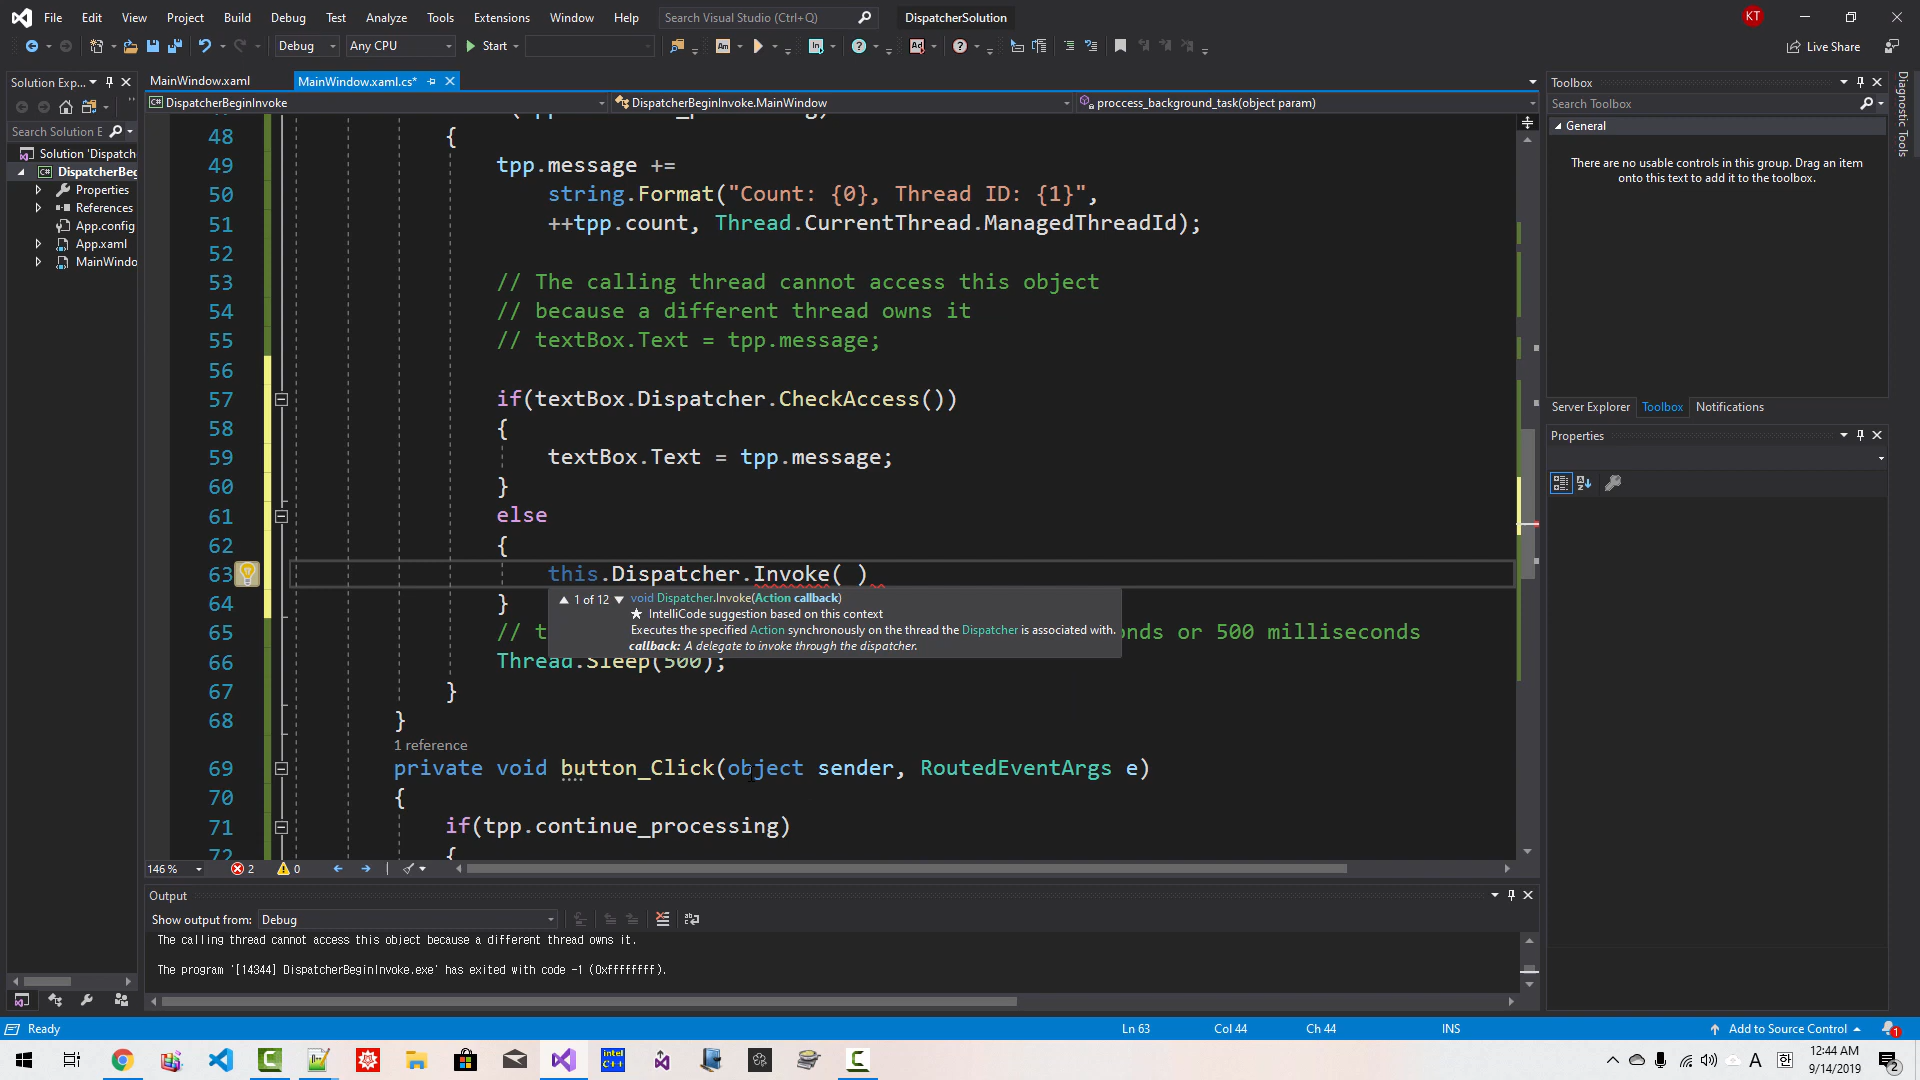 File Edit View Project Build Debug Test Analyze Tools Extensions Window Help Search Visual Studio (Ctrl+Q) DispatcherSolution KT
Debug Any CPU Start Live Share
Solution Exp...
Search Solution E
Solution 'Dispatch
DispatcherBeg
Properties
References
App.config
App.xaml
MainWindo
MainWindow.xaml MainWindow.xaml.cs*
DispatcherBeginInvoke DispatcherBeginInvoke.MainWindow proccess_background_task(object param)
48 {
49 tpp.message +=
50 string.Format("Count: {0}, Thread ID: {1}",
51 ++tpp.count, Thread.CurrentThread.ManagedThreadId);
52
53 // The calling thread cannot access this object
54 // because a different thread owns it
55 // textBox.Text = tpp.message;
56
57 if(textBox.Dispatcher.CheckAccess())
58 {
59 textBox.Text = tpp.message;
60 }
61 else
62 {
63 this.Dispatcher.Invoke( )
1 of 12 void Dispatcher.Invoke(Action callback)
★ IntelliCode suggestion based on this context
Executes the specified Action synchronously on the thread the Dispatcher is associated with.
callback: A delegate to invoke through the dispatcher.
64 }
65 // t onds or 500 milliseconds
66 Thread.Sleep(500);
67 }
68 }
1 reference
69 private void button_Click(object sender, RoutedEventArgs e)
70 {
71 if(tpp.continue_processing)
72 {
146 % 2 0
Output
Show output from: Debug
The calling thread cannot access this object because a different thread owns it.
The program '[14344] DispatcherBeginInvoke.exe' has exited with code -1 (0xffffffff).
Toolbox
Search Toolbox
General
There are no usable controls in this group. Drag an item
onto this text to add it to the toolbox.
Server Explorer Toolbox Notifications
Properties
Diagnostic Tools
Ready Ln 63 Col 44 Ch 44 INS Add to Source Control 1
intel C++ A 한 12:44 AM
9/14/2019 2